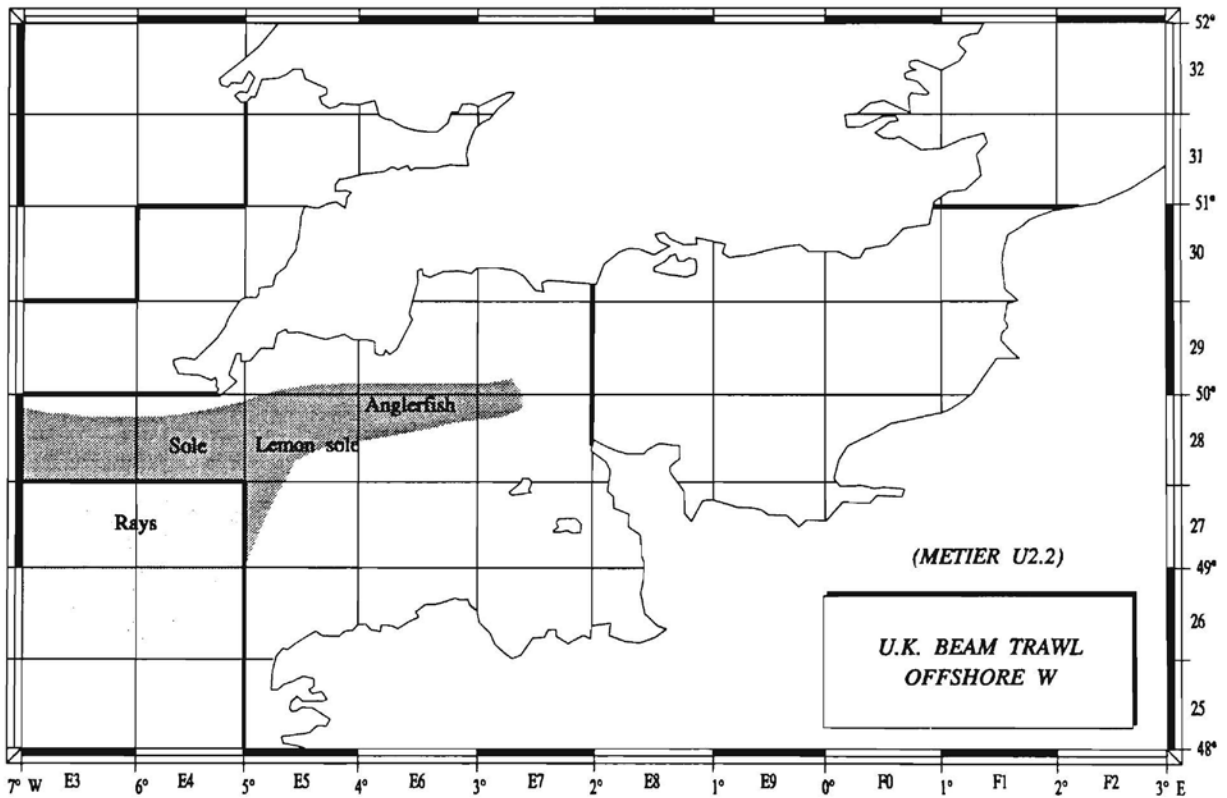 52°
32
31
51°
30
29
50°
Anglerfish
Sole
Lemon sole
28
Rays
27
(METIER U2.2)
49°
26
U.K. BEAM TRAWL
OFFSHORE W
25
48°
7° W E3 6° E4 5° E5 4° E6 3° E7 2° E8 1° E9 0° F0 1° F1 2° F2 3° E